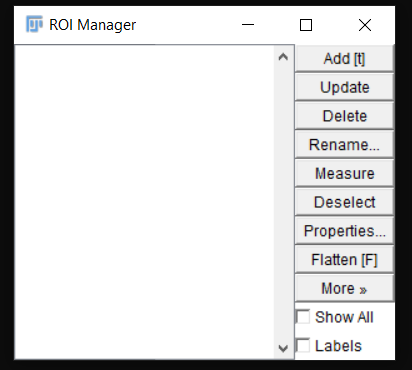 ROI Manager
Add [t]
Update
Delete
Rename...
Measure
Deselect
Properties...
Flatten [F]
More »
Show All
Labels